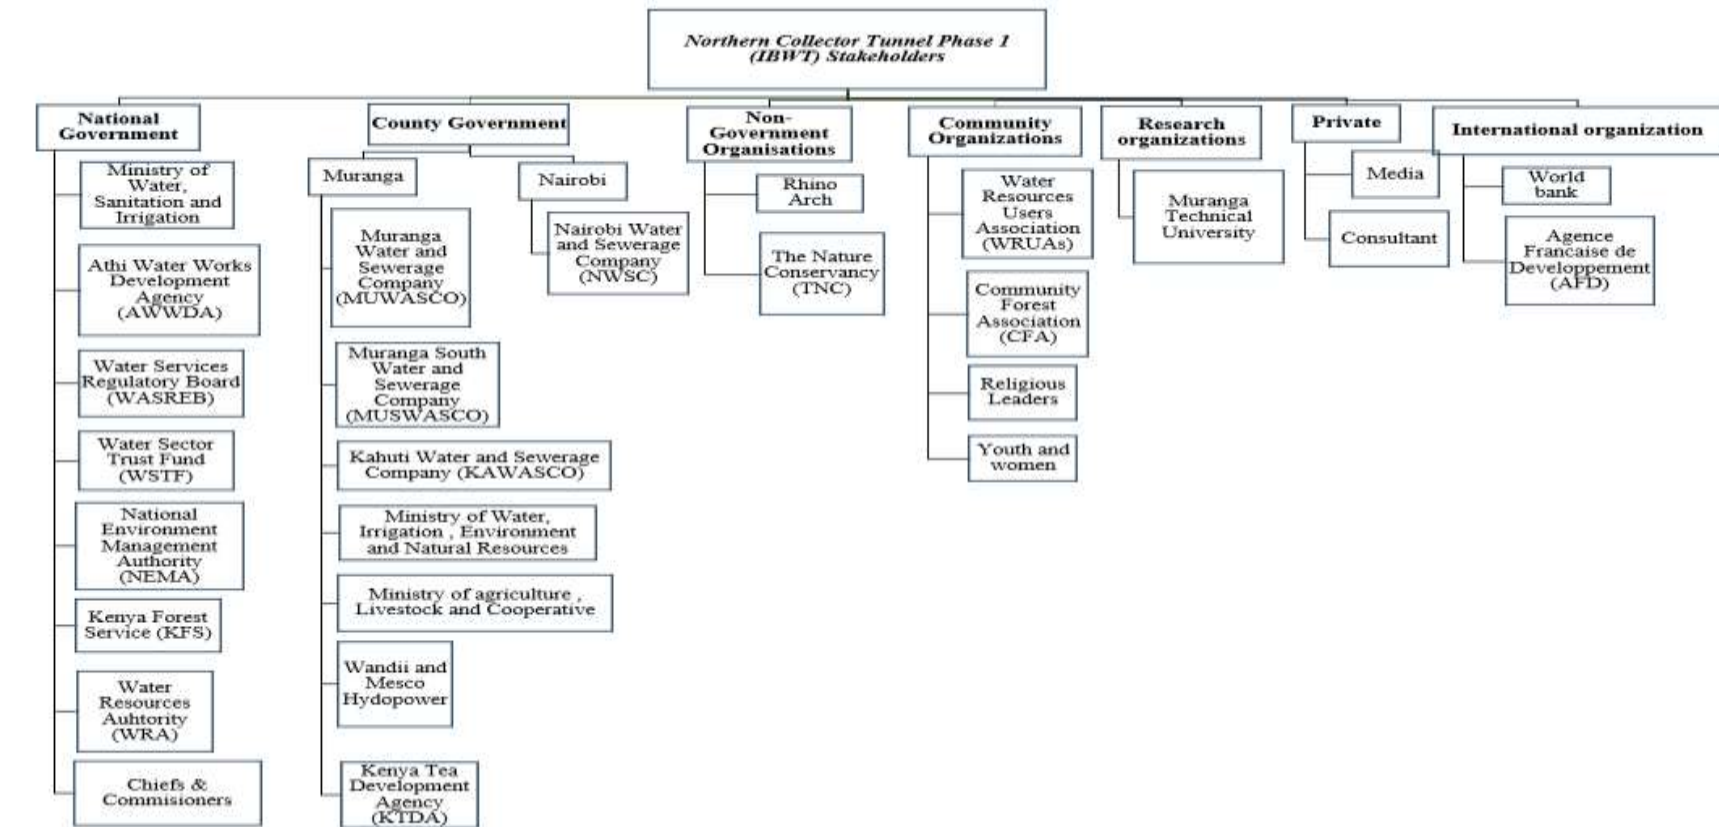 Northern Collector Tunnel Phase 1
(IBWT) Stakeholders
National
Government
Ministry of
Water,
Sanitation and
Irrigation
Athi Water Works
Development
Agency
(AWWDA)
Water Services
Regulatory Board
(WASREB)
Water Sector
Trust Fund
(WSTF)
National
Environment
Management
Authority
(NEMA)
Kenya Forest
Service (KFS)
Water
Resources
Auhtority
(WRA)
Chiefs &
Commisioners
County Government
Muranga
Muranga
Water and
Sewerage
Company
(MUWASCO)
Muranga South
Water and
Sewerage
Company
(MUSWASCO)
Kahuti Water and Sewerage
Company (KAWASCO)
Ministry of Water,
Irrigation , Environment
and Natural Resources
Ministry of agriculture ,
Livestock and Cooperative
Wandii and
Mesco
Hydopower
Kenya Tea
Development
Agency
(KTDA)
Nairobi
Nairobi Water
and Sewerage
Company
(NWSC)
Non-
Government
Organisations
Rhino
Arch
The Nature
Conservancy
(TNC)
Community
Organizations
Water
Resources
Users
Association
(WRUAs)
Community
Forest
Association
(CFA)
Religious
Leaders
Youth and
women
Research
organizations
Muranga
Technical
University
Private
Media
Consultant
International organization
World
bank
Agence
Francaise de
Developpement
(AFD)